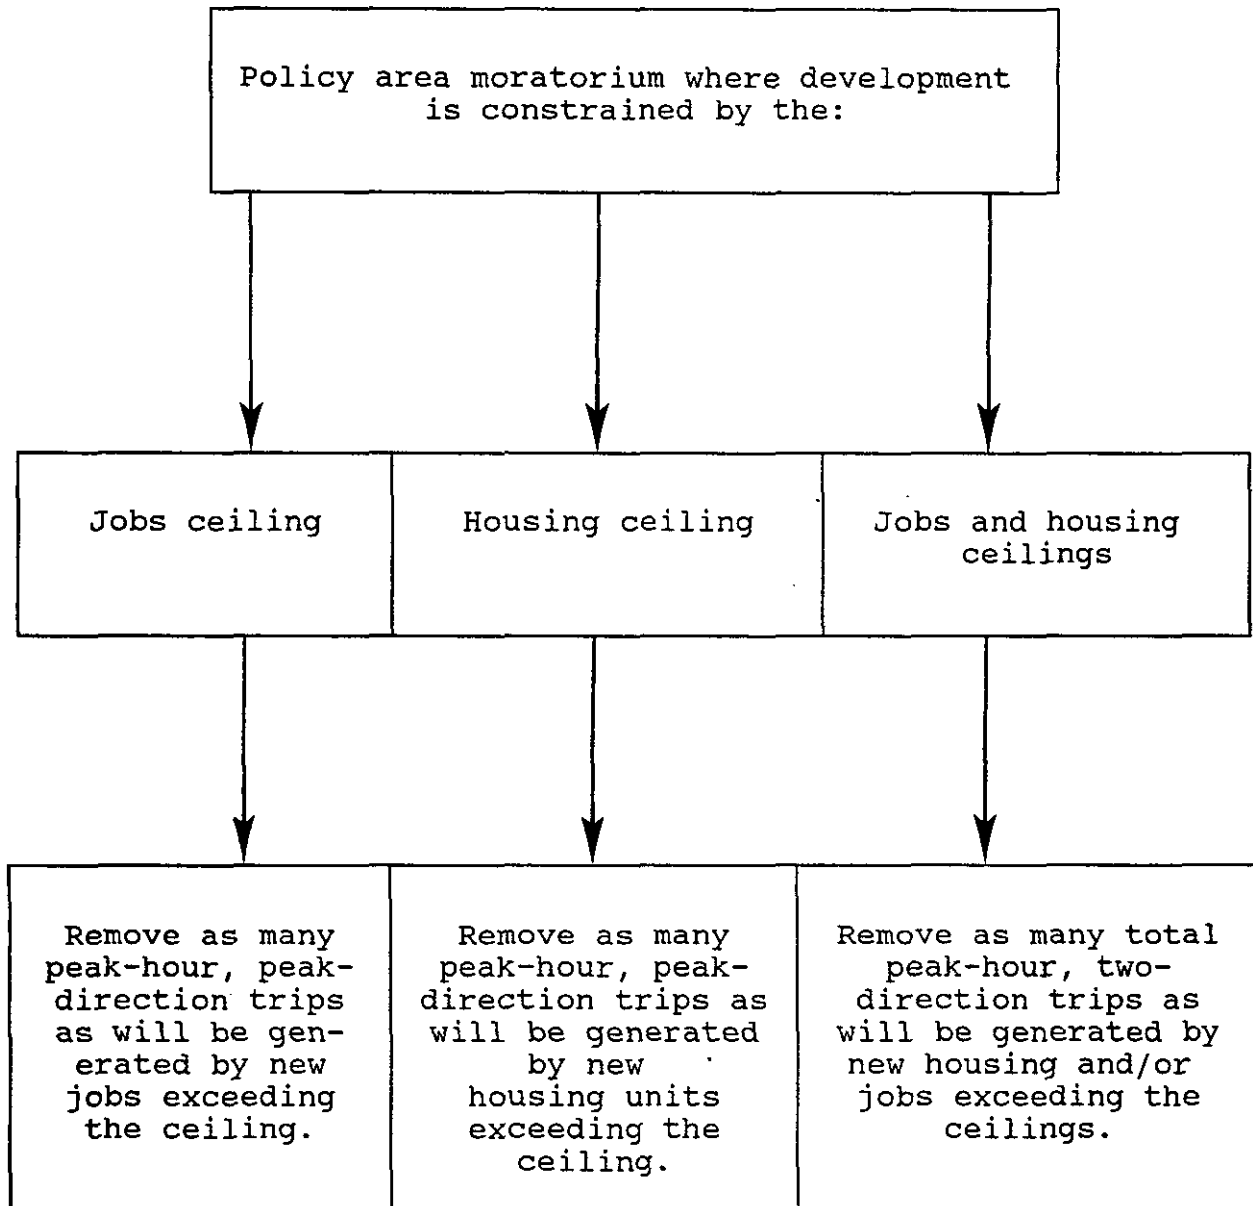 Policy area moratorium where development
is constrained by the:
Jobs ceiling
Housing ceiling
Jobs and housing
ceilings
Remove as many
peak-hour, peak-
direction trips
as will be gen-
erated by new
jobs exceeding
the ceiling.
Remove as many
peak-hour, peak-
direction trips as
will be generated
by new
housing units
exceeding the
ceiling.
Remove as many total
peak-hour, two-
direction trips as
will be generated by
new housing and/or
jobs exceeding the
ceilings.